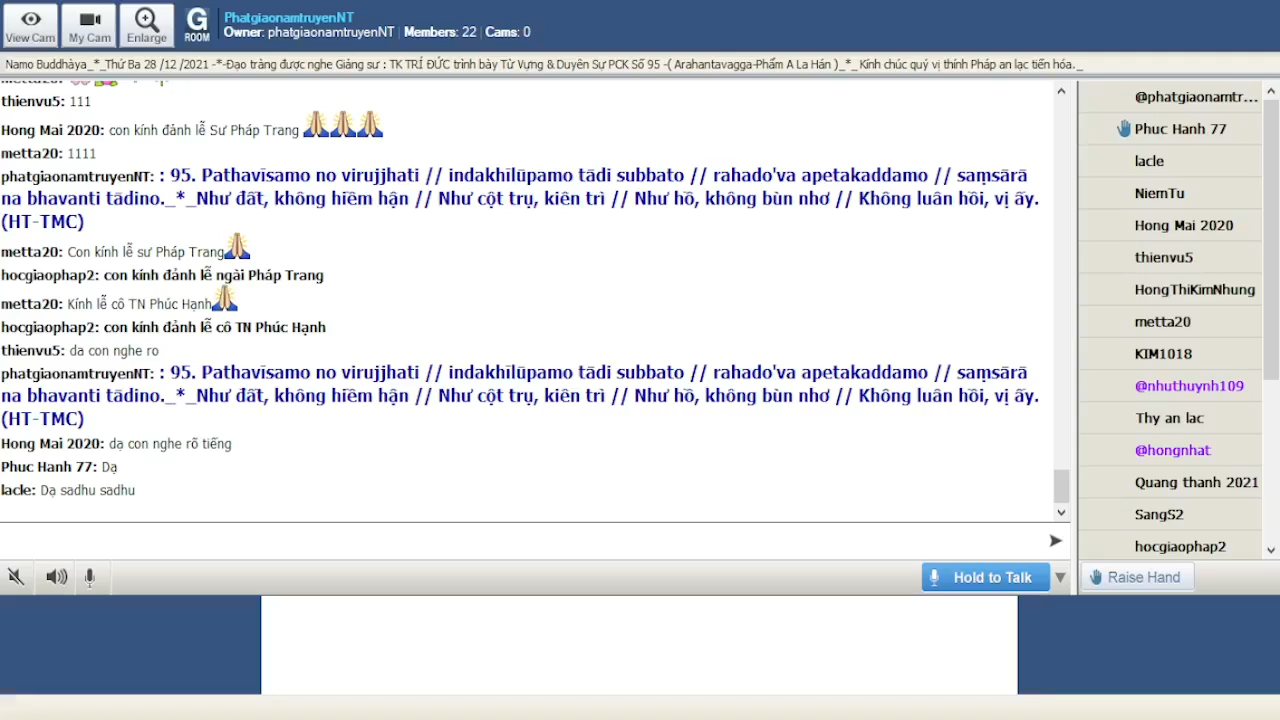 View Cam
My Cam
Enlarge
G
ROOM
PhatgiaonamtruyenNT
Owner: phatgiaonamtruyenNT | Members: 22 | Cams: 0
Namo Buddhàya_*_Thứ Ba 28 /12 /2021 -*-Đạo tràng được nghe Giảng sư : TK TRÍ ĐỨC trình bày Từ Vựng & Duyên Sự PCK Số 95 -( Arahantavagga-Phẩm A La Hán )_*_ Kính chúc quý vị thính Pháp an lạc tiến hóa._
metta20:
thienvu5: 111
Hong Mai 2020: con kính đảnh lễ Sư Pháp Trang
metta20: 1111
phatgiaonamtruyenNT: : 95. Pathavīsamo no virujjhati // indakhīlūpamo tādi subbato // rahado'va apetakaddamo // saṃsārā
na bhavanti tādino._*_Như đất, không hiềm hận // Như cột trụ, kiên trì // Như hồ, không bùn nhơ // Không luân hồi, vị ấy.
(HT-TMC)
metta20: Con kính lễ sư Pháp Trang
hocgiaophap2: con kính đảnh lễ ngài Pháp Trang
metta20: Kính lễ cô TN Phúc Hạnh
hocgiaophap2: con kính đảnh lễ cô TN Phúc Hạnh
thienvu5: da con nghe ro
phatgiaonamtruyenNT: : 95. Pathavīsamo no virujjhati // indakhīlūpamo tādi subbato // rahado'va apetakaddamo // saṃsārā
na bhavanti tādino._*_Như đất, không hiềm hận // Như cột trụ, kiên trì // Như hồ, không bùn nhơ // Không luân hồi, vị ấy.
(HT-TMC)
Hong Mai 2020: dạ con nghe rõ tiếng
Phuc Hanh 77: Dạ
lacle: Dạ sadhu sadhu
@phatgiaonamtr...
Phuc Hanh 77
lacle
NiemTu
Hong Mai 2020
thienvu5
HongThiKimNhung
metta20
KIM1018
@nhuthuynh109
Thy an lac
@hongnhat
Quang thanh 2021
SangS2
hocgiaophap2
Hold to Talk
Raise Hand